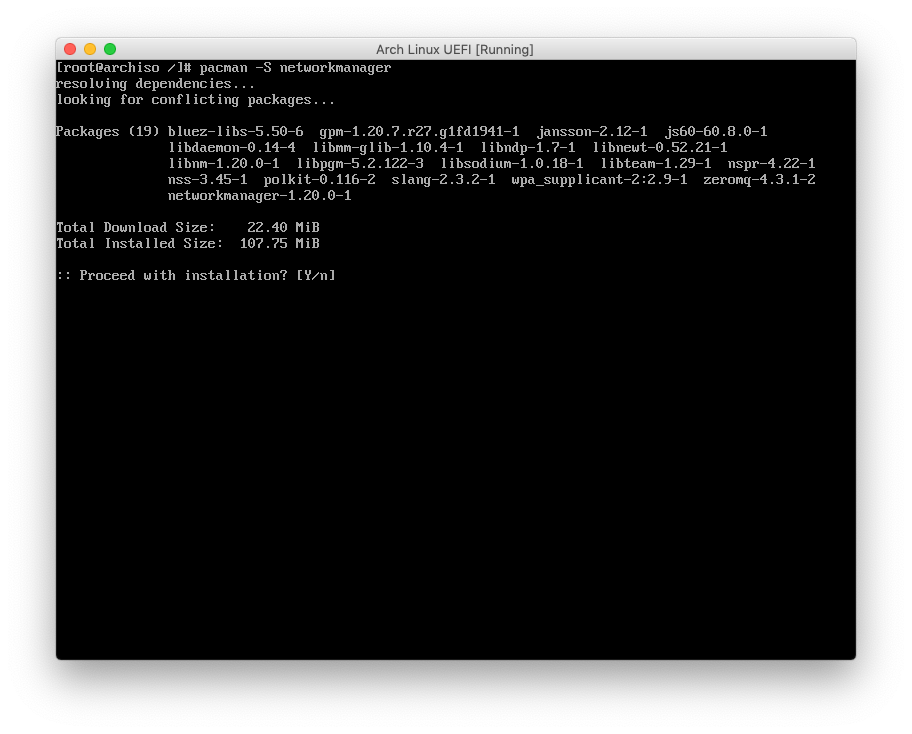 Arch Linux UEFI [Running]
[root@archiso /]# pacman -S networkmanager
resolving dependencies...
looking for conflicting packages...
Packages (19) bluez-libs-5.50-6  gpm-1.20.7.r27.g1fd1941-1  jansson-2.12-1  js60-60.8.0-1
libdaemon-0.14-4  libmm-glib-1.10.4-1  libndp-1.7-1  libnewt-0.52.21-1
libnm-1.20.0-1  libpgm-5.2.122-3  libsodium-1.0.18-1  libteam-1.29-1  nspr-4.22-1
nss-3.45-1  polkit-0.116-2  slang-2.3.2-1  wpa_supplicant-2:2.9-1  zeromq-4.3.1-2
networkmanager-1.20.0-1
Total Download Size:    22.40 MiB
Total Installed Size:  107.75 MiB
:: Proceed with installation? [Y/n]